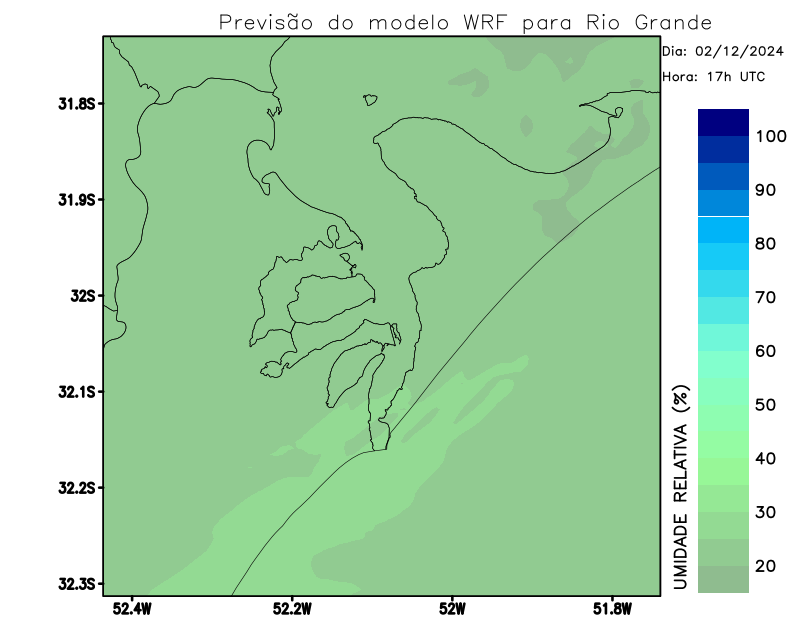 Previsão do modelo WRF para Rio Grande
Dia: 02/12/2024
Hora: 17h UTC
31.8S
31.9S
32S
32.1S
32.2S
32.3S
52.4W
52.2W
52W
51.8W
100
90
80
70
60
50
40
30
20
UMIDADE RELATIVA (%)